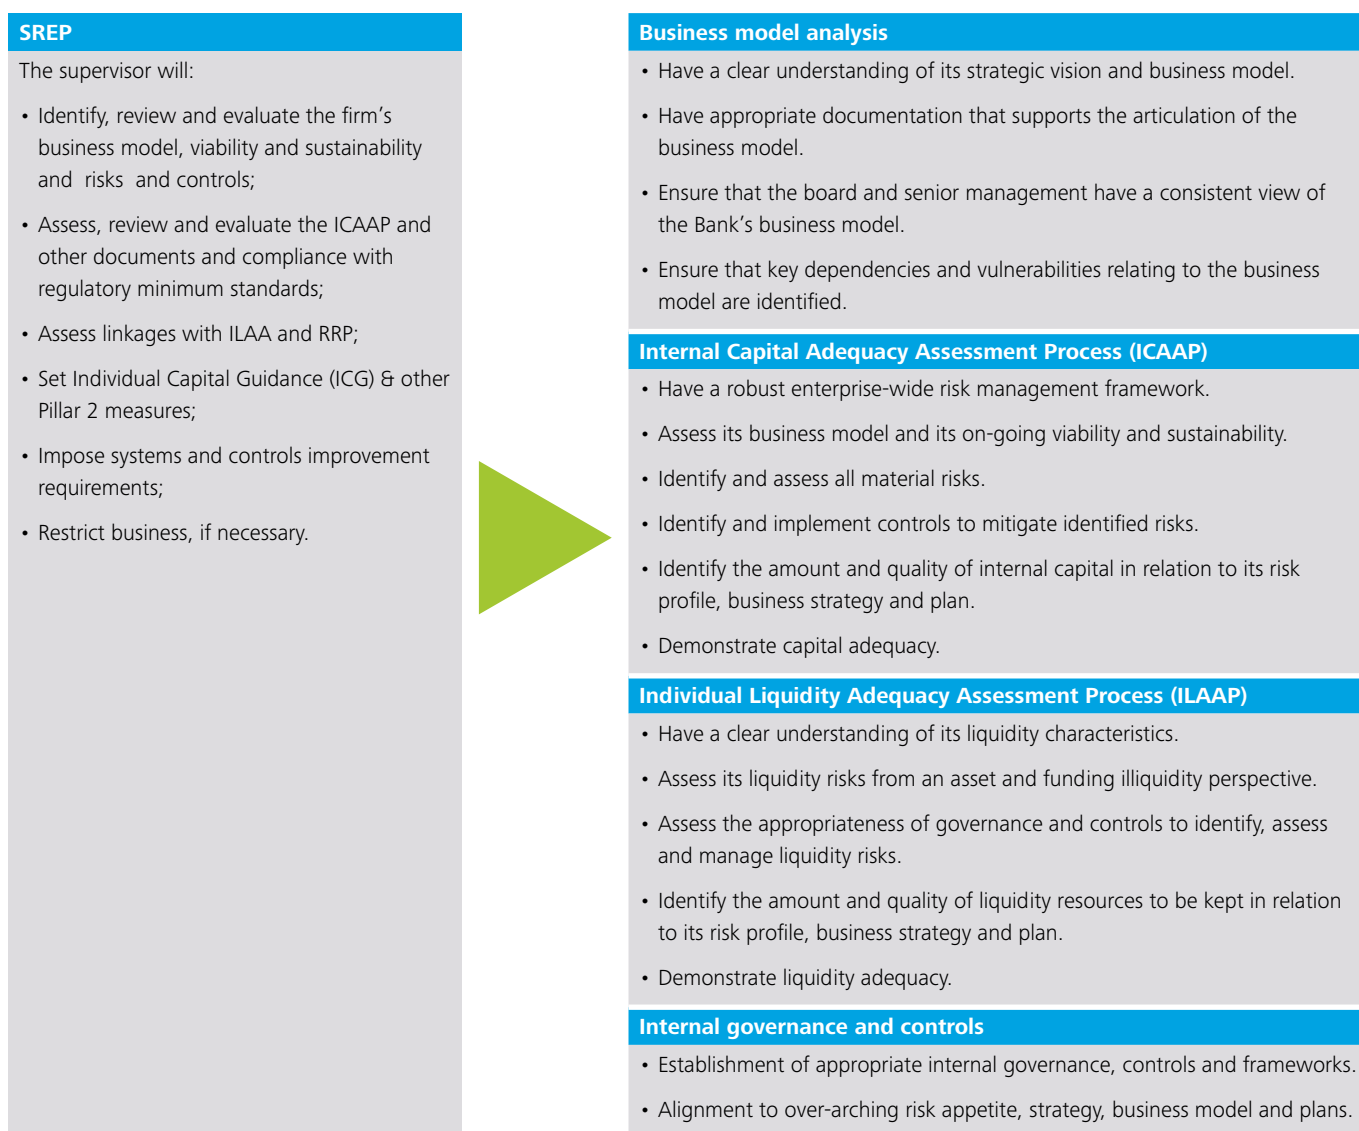 SREP
The supervisor will:
• Identify, review and evaluate the firm's
business model, viability and sustainability
and risks and controls;
• Assess, review and evaluate the ICAAP and
other documents and compliance with
regulatory minimum standards;
• Assess linkages with ILAA and RRP;
• Set Individual Capital Guidance (ICG) & other
Pillar 2 measures;
• Impose systems and controls improvement
requirements;
• Restrict business, if necessary.
Business model analysis
• Have a clear understanding of its strategic vision and business model.
• Have appropriate documentation that supports the articulation of the
business model.
• Ensure that the board and senior management have a consistent view of
the Bank's business model.
• Ensure that key dependencies and vulnerabilities relating to the business
model are identified.
Internal Capital Adequacy Assessment Process (ICAAP)
• Have a robust enterprise-wide risk management framework.
• Assess its business model and its on-going viability and sustainability.
• Identify and assess all material risks.
• Identify and implement controls to mitigate identified risks.
• Identify the amount and quality of internal capital in relation to its risk
profile, business strategy and plan.
• Demonstrate capital adequacy.
Individual Liquidity Adequacy Assessment Process (ILAAP)
• Have a clear understanding of its liquidity characteristics.
• Assess its liquidity risks from an asset and funding illiquidity perspective.
• Assess the appropriateness of governance and controls to identify, assess
and manage liquidity risks.
• Identify the amount and quality of liquidity resources to be kept in relation
to its risk profile, business strategy and plan.
• Demonstrate liquidity adequacy.
Internal governance and controls
• Establishment of appropriate internal governance, controls and frameworks.
• Alignment to over-arching risk appetite, strategy, business model and plans.